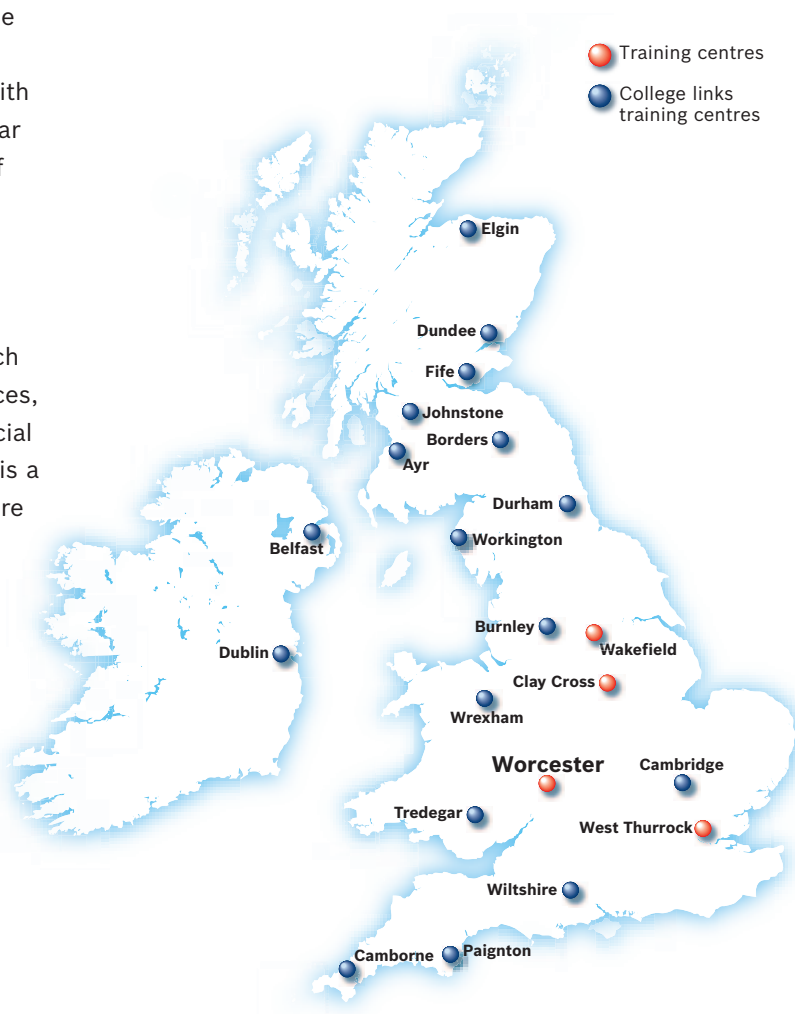 Training centres
College links
training centres
Elgin
Dundee
Fife
Johnstone
Borders
Ayr
Durham
Belfast
Workington
Burnley
Wakefield
Dublin
Clay Cross
Wrexham
Worcester
Cambridge
Tredegar
West Thurrock
Wiltshire
Camborne
Paignton
is a